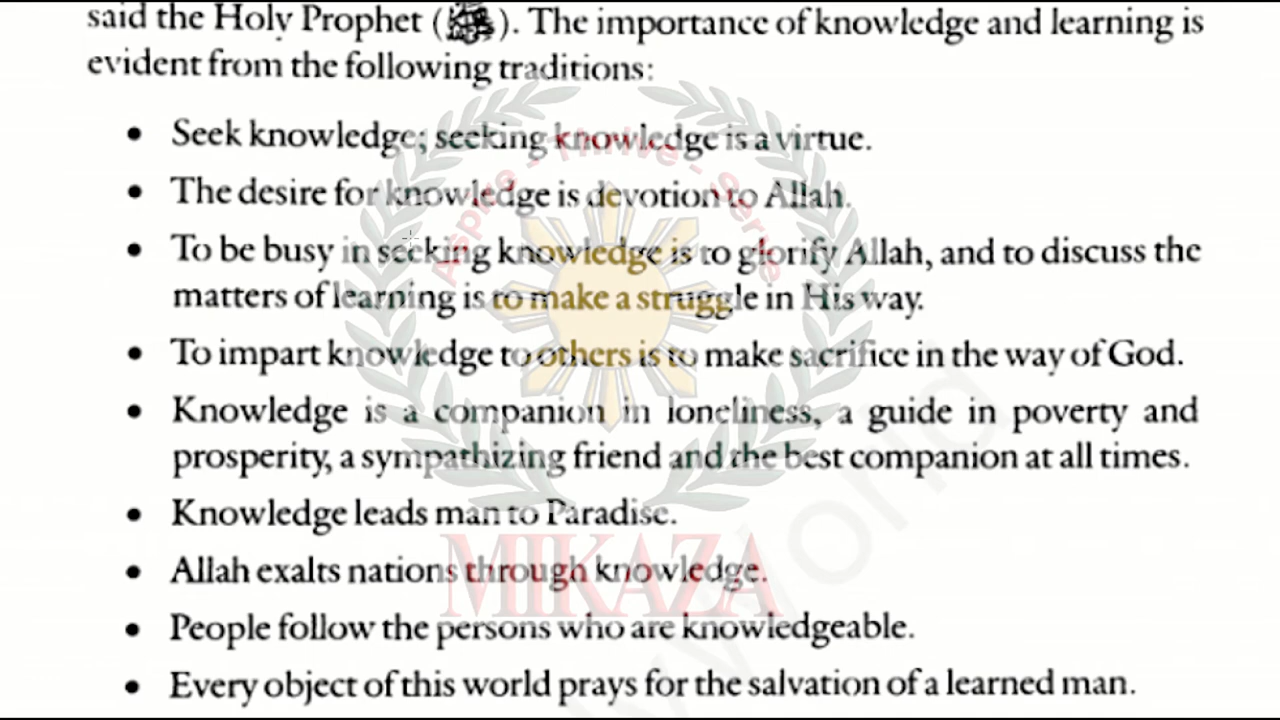 said the Holy Prophet (ﷺ). The importance of knowledge and learning is
evident from the following traditions:
• Seek knowledge; seeking knowledge is a virtue.
• The desire for knowledge is devotion to Allah.
• To be busy in seeking knowledge is to glorify Allah, and to discuss the
matters of learning is to make a struggle in His way.
• To impart knowledge to others is to make sacrifice in the way of God.
• Knowledge is a companion in loneliness, a guide in poverty and
prosperity, a sympathizing friend and the best companion at all times.
• Knowledge leads man to Paradise.
• Allah exalts nations through knowledge.
• People follow the persons who are knowledgeable.
• Every object of this world prays for the salvation of a learned man.
Aspire - Thrive - Serve
MIKAZA